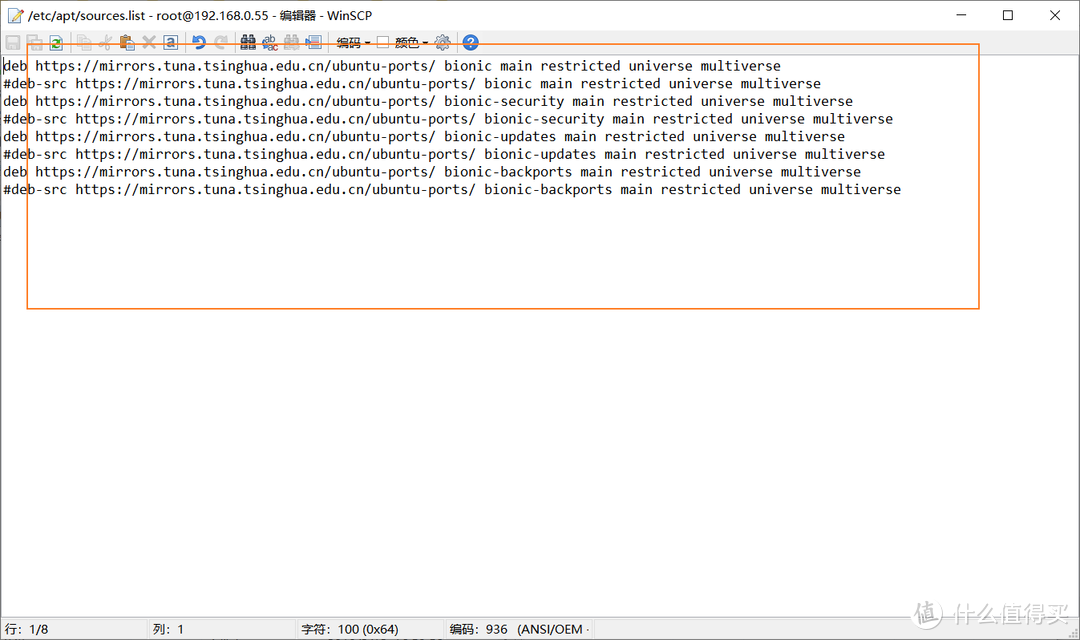 /etc/apt/sources.list - root@192.168.0.55 - 编辑器 - WinSCP
编码 颜色
deb https://mirrors.tuna.tsinghua.edu.cn/ubuntu-ports/ bionic main restricted universe multiverse
#deb-src https://mirrors.tuna.tsinghua.edu.cn/ubuntu-ports/ bionic main restricted universe multiverse
deb https://mirrors.tuna.tsinghua.edu.cn/ubuntu-ports/ bionic-security main restricted universe multiverse
#deb-src https://mirrors.tuna.tsinghua.edu.cn/ubuntu-ports/ bionic-security main restricted universe multiverse
deb https://mirrors.tuna.tsinghua.edu.cn/ubuntu-ports/ bionic-updates main restricted universe multiverse
#deb-src https://mirrors.tuna.tsinghua.edu.cn/ubuntu-ports/ bionic-updates main restricted universe multiverse
deb https://mirrors.tuna.tsinghua.edu.cn/ubuntu-ports/ bionic-backports main restricted universe multiverse
#deb-src https://mirrors.tuna.tsinghua.edu.cn/ubuntu-ports/ bionic-backports main restricted universe multiverse
值 什么值得买
行: 1/8 列: 1 字符: 100 (0x64) 编码: 936 (ANSI/OEM -